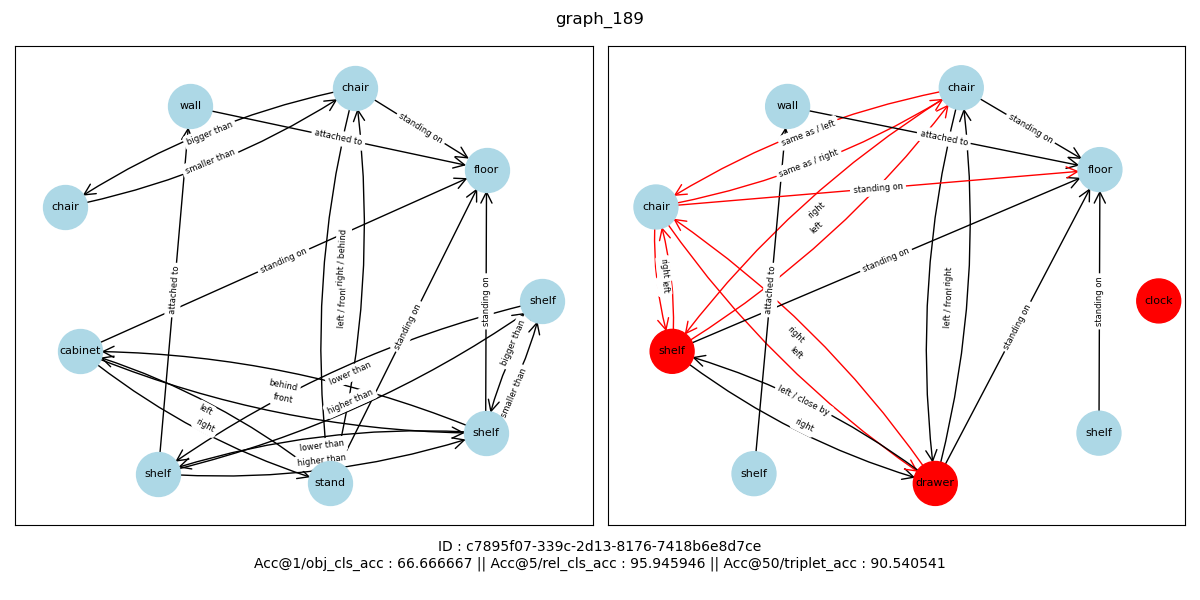 graph_189
chair
wall
bigger than
attached to
standing on
smaller than
floor
chair
left / front
right / behind
standing on
attached to
standing on
standing on
shelf
bigger than
cabinet
lower than
behind
front
higher than
smaller than
left
right
shelf
lower than
higher than
shelf
stand
chair
wall
same as / left
attached to
standing on
same as / right
floor
standing on
chair
right
left
standing on
right
left
attached to
left / front
right
standing on
clock
standing on
right
left
shelf
left / close by
right
shelf
shelf
drawer
ID : c7895f07-339c-2d13-8176-7418b6e8d7ce
Acc@1/obj_cls_acc : 66.666667 || Acc@5/rel_cls_acc : 95.945946 || Acc@50/triplet_acc : 90.540541